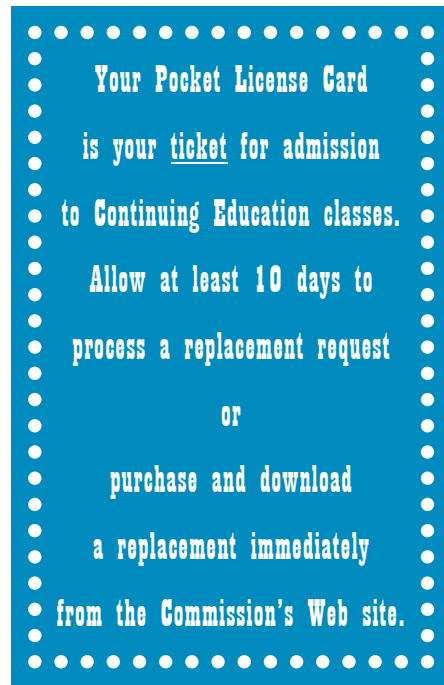 Your Pocket License Card
is your ticket for admission
to Continuing Education classes.
Allow at least 10 days to
process a replacement request
or
purchase and download
a replacement immediately
from the Commission’s Web site.